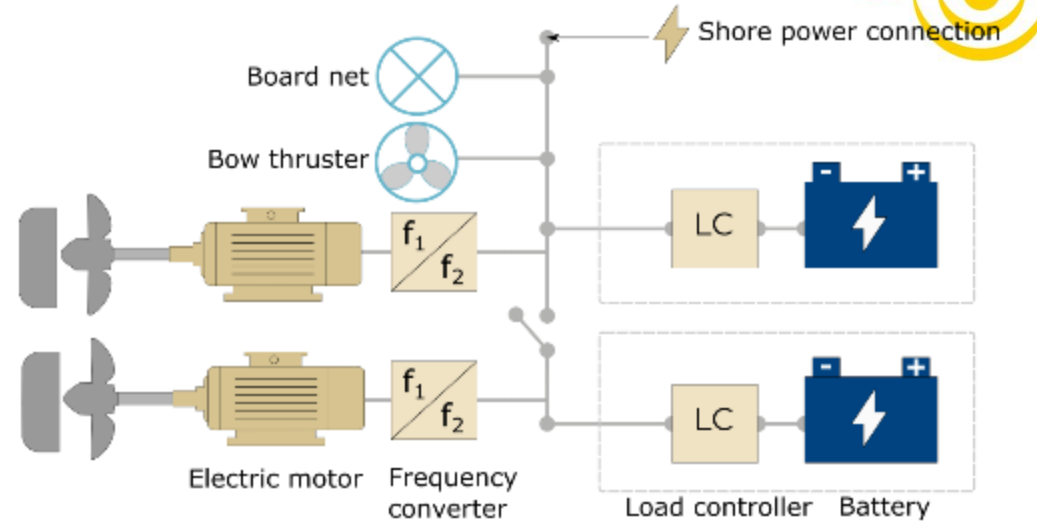 Shore power connection
Board net
Bow thruster
- +
LC
f1
f2
- +
LC
f1
f2
Electric motor
Frequency
converter
Load controller
Battery